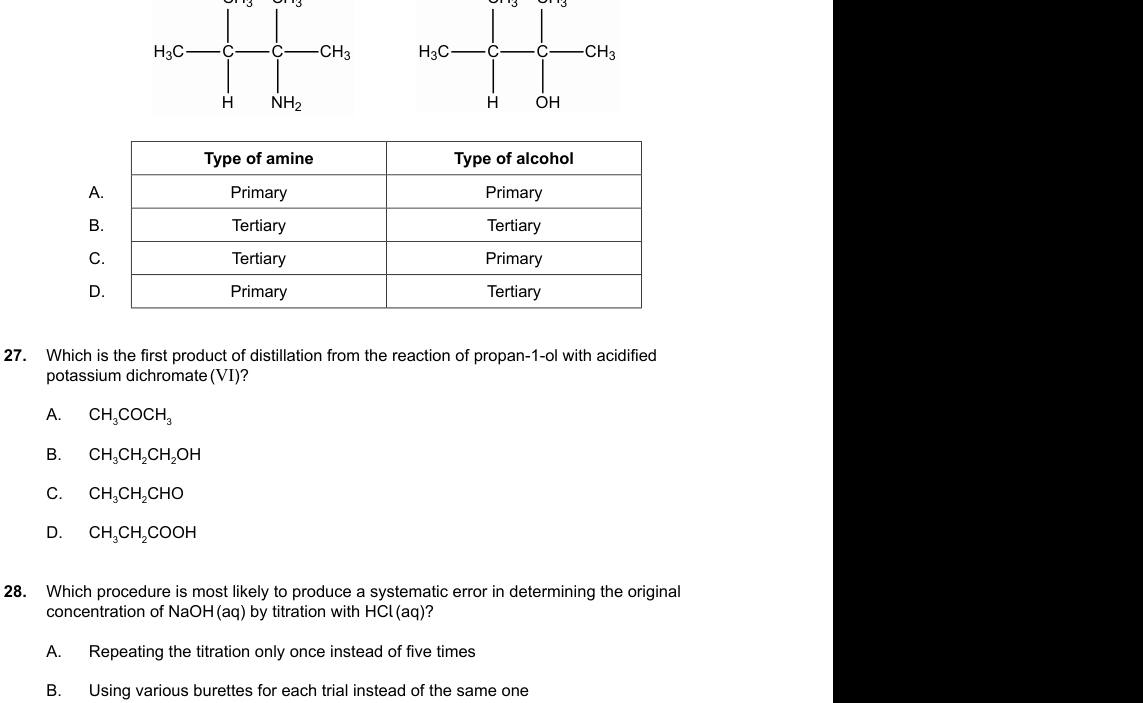 CH3 CH3 CH3 CH3
H3C C C CH3 H3C C C CH3
H NH2 H OH
Type of amine Type of alcohol
A. Primary Primary
B. Tertiary Tertiary
C. Tertiary Primary
D. Primary Tertiary
27. Which is the first product of distillation from the reaction of propan-1-ol with acidified
potassium dichromate (VI)?
A. CH3COCH3
B. CH3CH2CH2OH
C. CH3CH2CHO
D. CH3CH2COOH
28. Which procedure is most likely to produce a systematic error in determining the original
concentration of NaOH (aq) by titration with HCl (aq)?
A. Repeating the titration only once instead of five times
B. Using various burettes for each trial instead of the same one